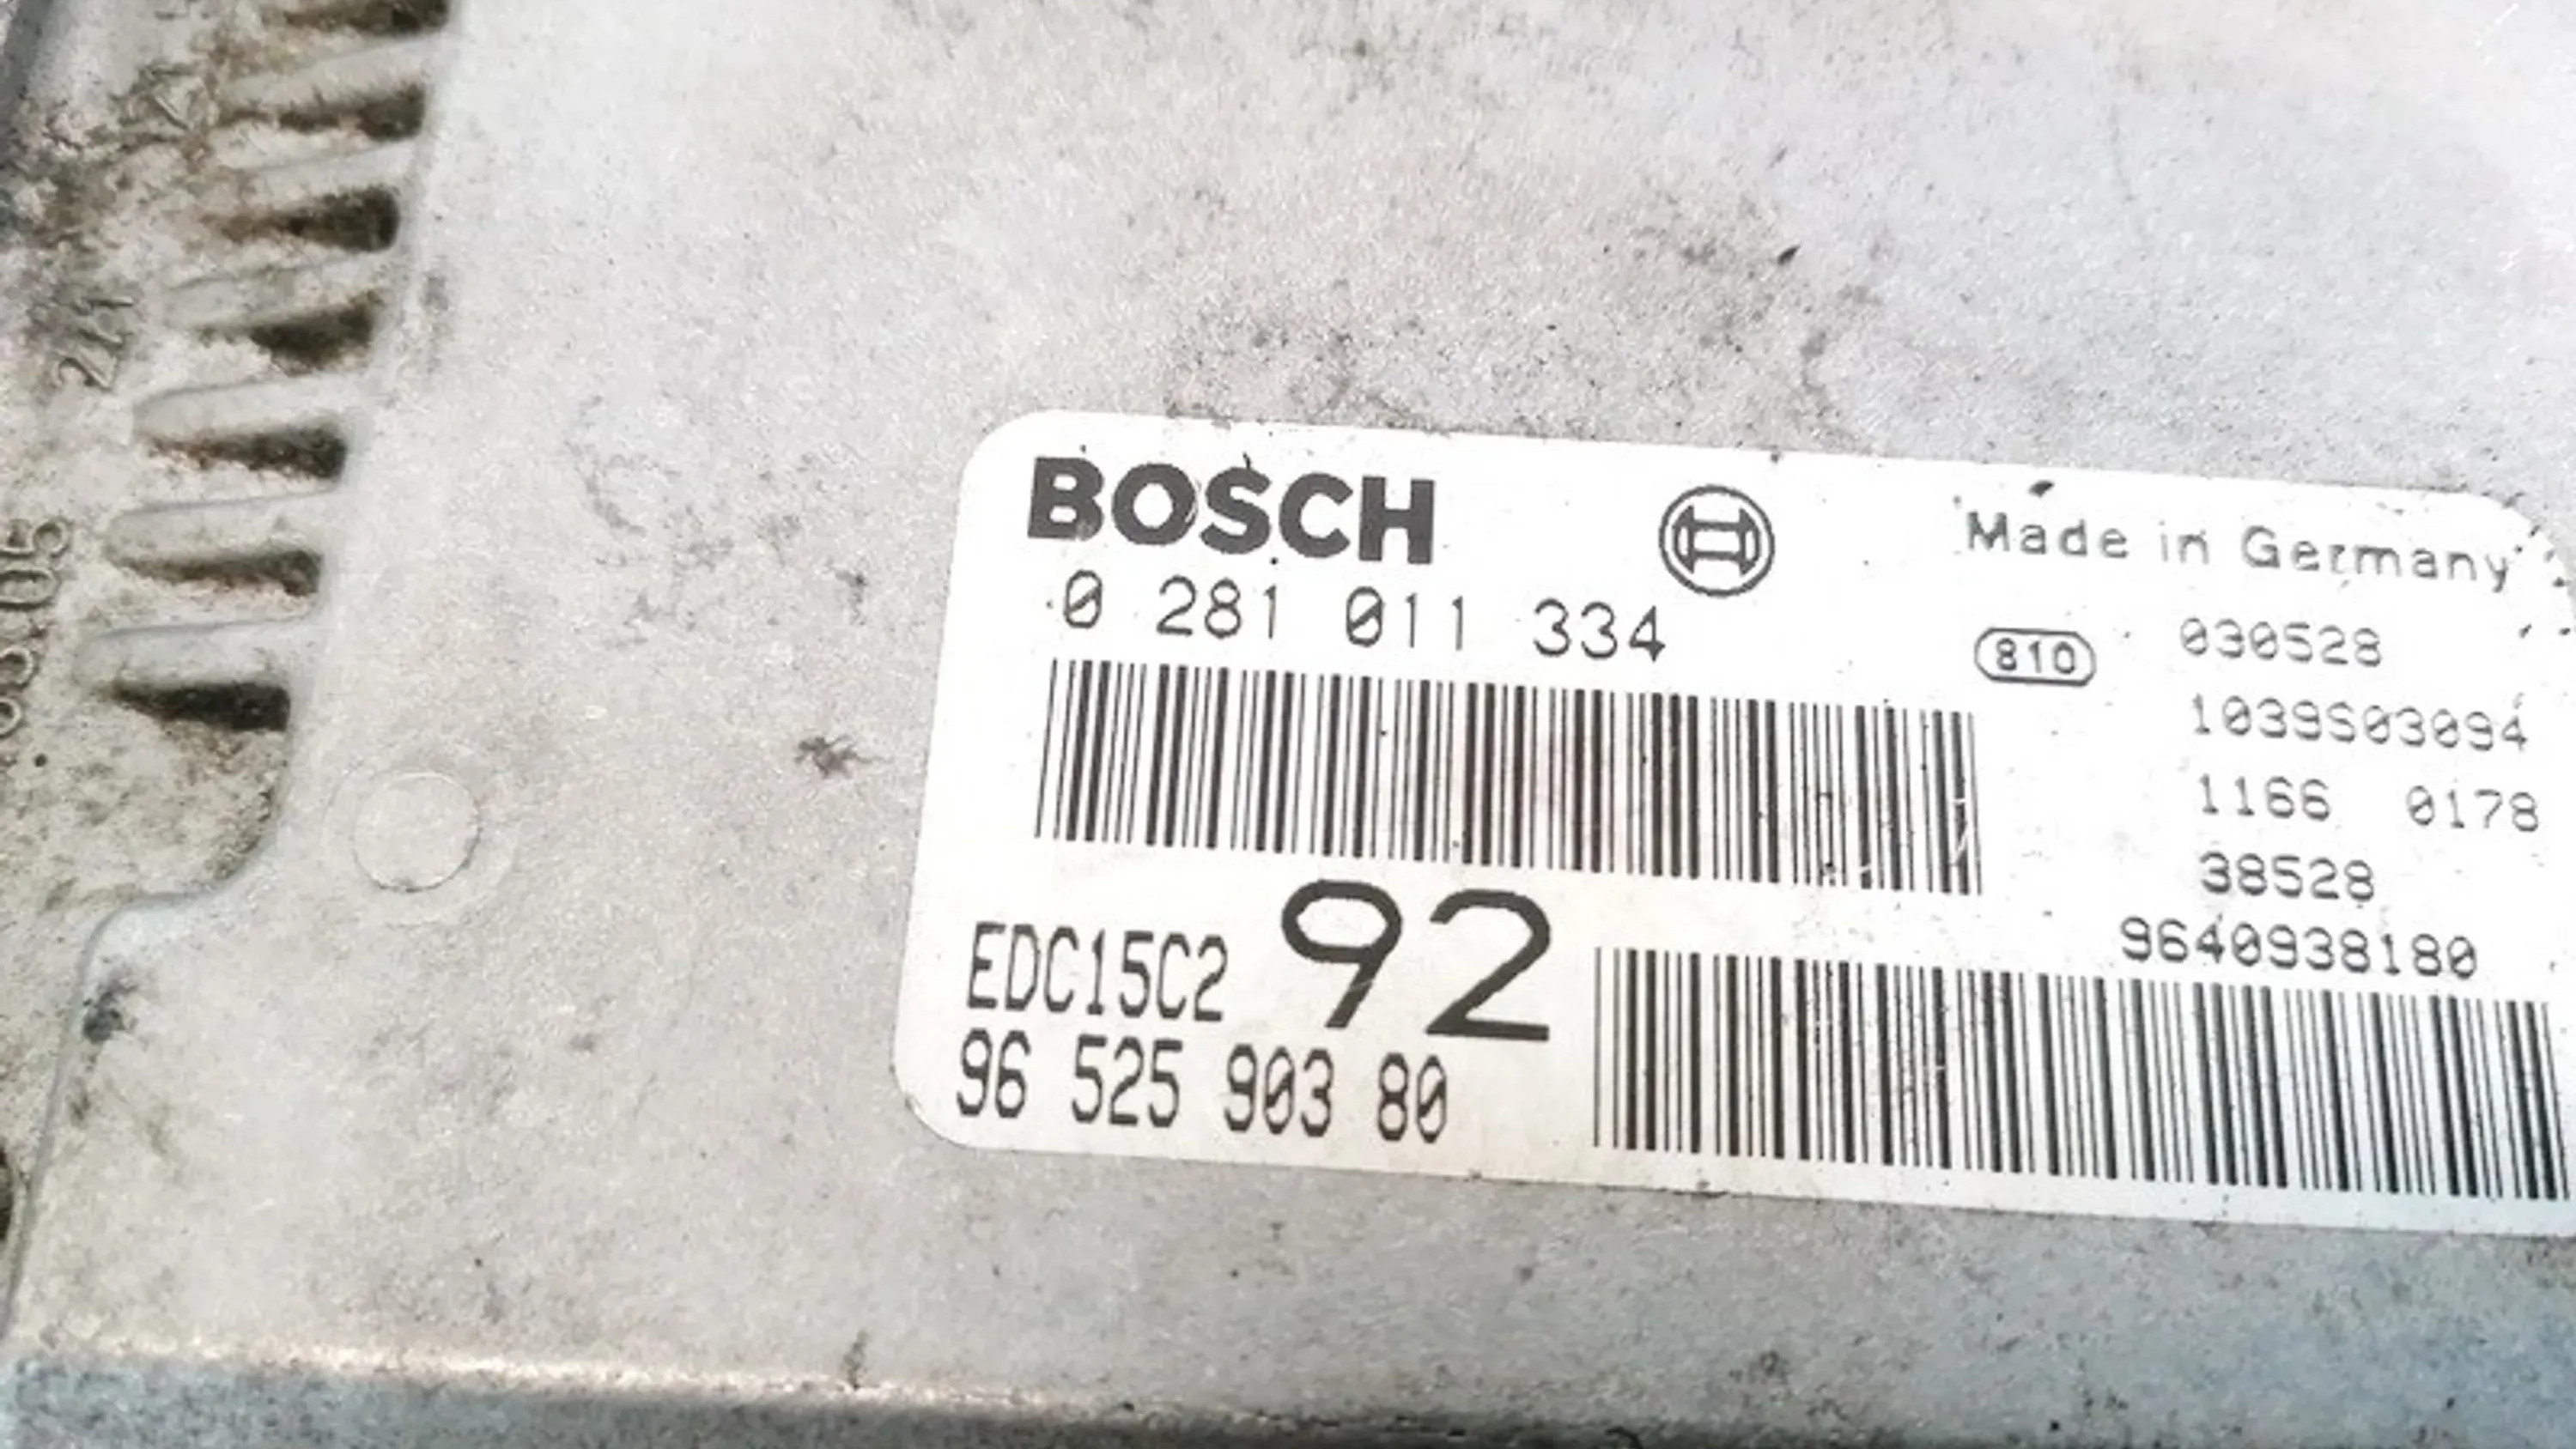 BOSCH
Made in Germany
0 281 011 334
810
030528
1039S03094
1166 0178
38528
EDC15C2 92
9640938180
96 525 903 80